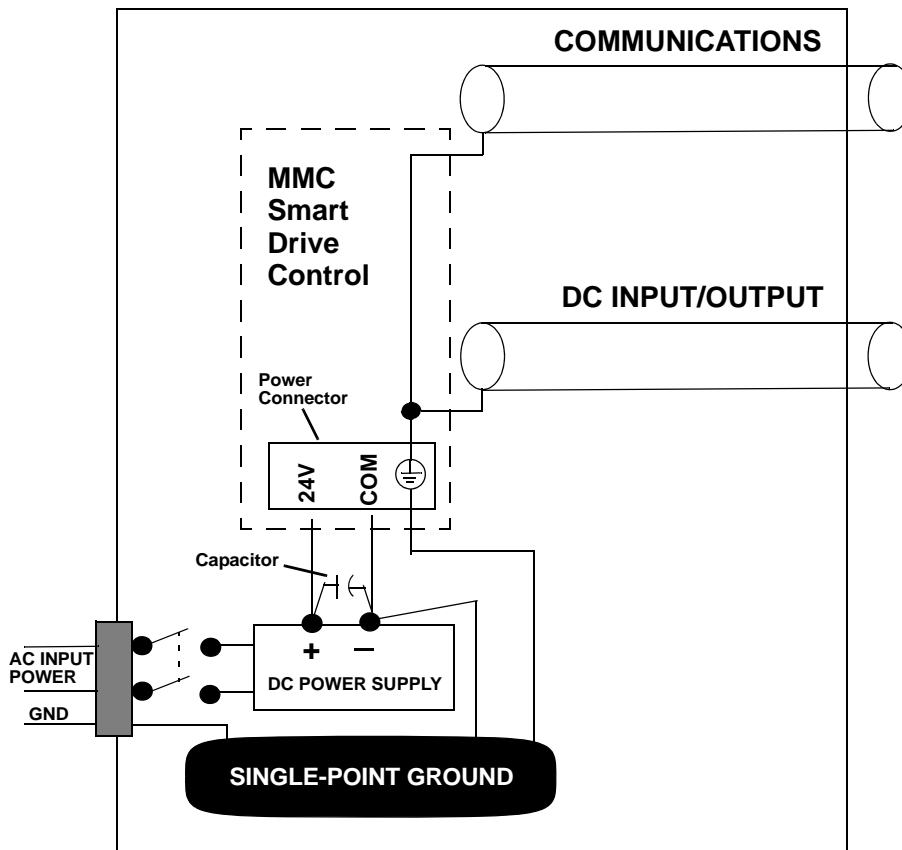 COMMUNICATIONS
MMC
Smart
Drive
Control
DC INPUT/OUTPUT
Power
Connector
24V
COM
Capacitor
+
–
DC POWER SUPPLY
AC INPUT
POWER
GND
SINGLE-POINT GROUND